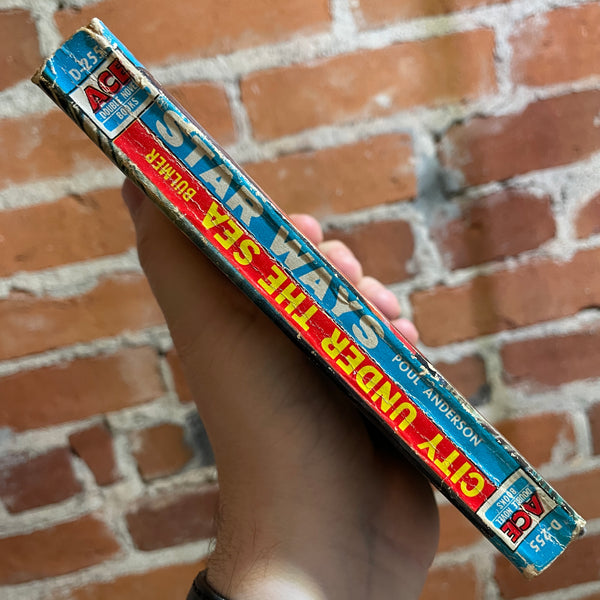 D-255
ACE
DOUBLE NOVEL
BOOKS
STAR WAYS
POUL ANDERSON
CITY UNDER THE SEA
BULMER
ACE
DOUBLE NOVEL
BOOKS
D-255